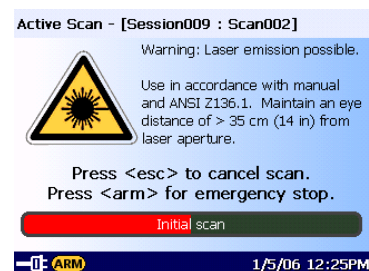 Active Scan - [Session009 : Scan002]
Warning: Laser emission possible.
Use in accordance with manual
and ANSI Z136.1. Maintain an eye
distance of > 35 cm (14 in) from
laser aperture.
Press <esc> to cancel scan.
Press <arm> for emergency stop.
Initial scan
ARM 1/5/06 12:25PM